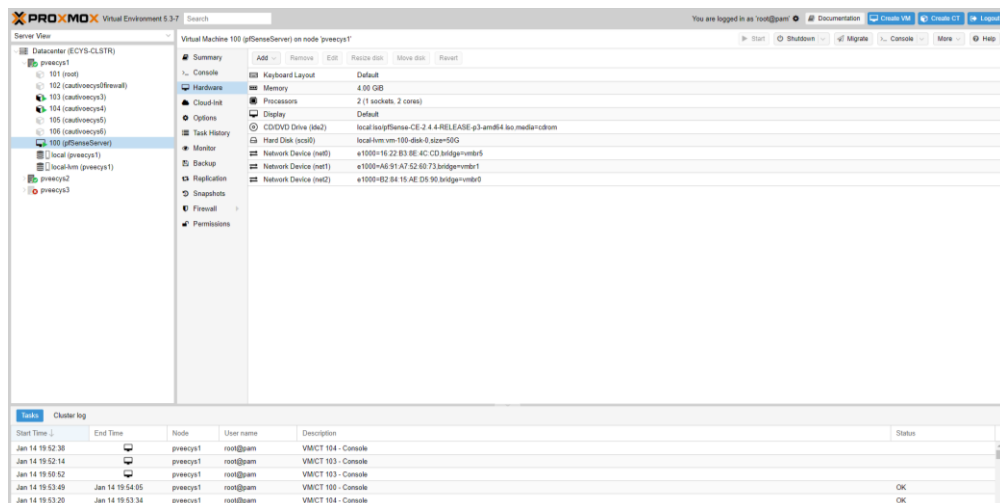 PROXMOX Virtual Environment 5.3-7 Search You are logged in as 'root@pam' Documentation Create VM Create CT Logout
Server View
Virtual Machine 100 (pfSenseServer) on node 'pveecys1' Start Shutdown Migrate Console More Help
Datacenter (ECYS-CLSTR)
pveecys1
101 (root)
102 (cautivoecys0firewall)
103 (cautivoecys3)
104 (cautivoecys4)
105 (cautivoecys5)
106 (cautivoecys6)
100 (pfSenseServer)
local (pveecys1)
local-lvm (pveecys1)
pveecys2
pveecys3
Summary
Console
Hardware
Cloud-Init
Options
Task History
Monitor
Backup
Replication
Snapshots
Firewall
Permissions
Add Remove Edit Resize disk Move disk Revert
Keyboard Layout Default
Memory 4.00 GiB
Processors 2 (1 sockets, 2 cores)
Display Default
CD/DVD Drive (ide2) local:iso/pfSense-CE-2.4.4-RELEASE-p3-amd64.iso,media=cdrom
Hard Disk (scsi0) local-lvm:vm-100-disk-0,size=50G
Network Device (net0) e1000=16:22:B3:8E:4C:CD,bridge=vmbr5
Network Device (net1) e1000=A6:91:A7:52:60:73,bridge=vmbr1
Network Device (net2) e1000=B2:84:15:AE:D5:90,bridge=vmbr0
Tasks Cluster log
Start Time End Time Node User name Description Status
Jan 14 19:52:38 pveecys1 root@pam VM/CT 104 - Console
Jan 14 19:52:14 pveecys1 root@pam VM/CT 103 - Console
Jan 14 19:50:52 pveecys1 root@pam VM/CT 103 - Console
Jan 14 19:53:49 Jan 14 19:54:05 pveecys1 root@pam VM/CT 100 - Console OK
Jan 14 19:53:20 Jan 14 19:53:34 pveecys1 root@pam VM/CT 104 - Console OK